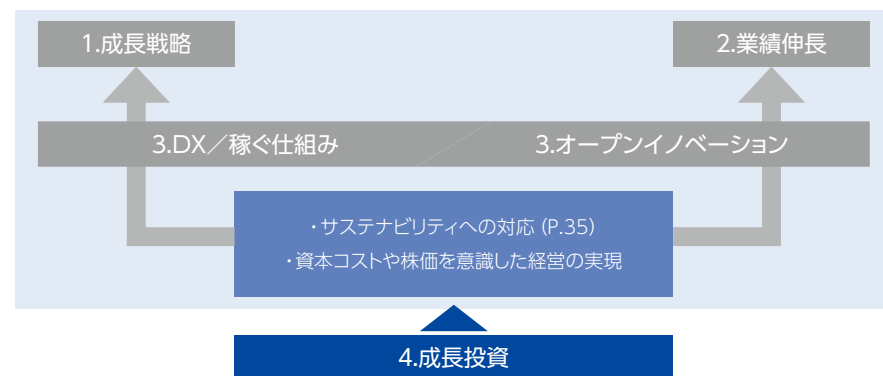 1.成長戦略
2.業績伸長
3.DX／稼ぐ仕組み
3.オープンイノベーション
・サステナビリティへの対応 (P.35)
・資本コストや株価を意識した経営の実現
4.成長投資